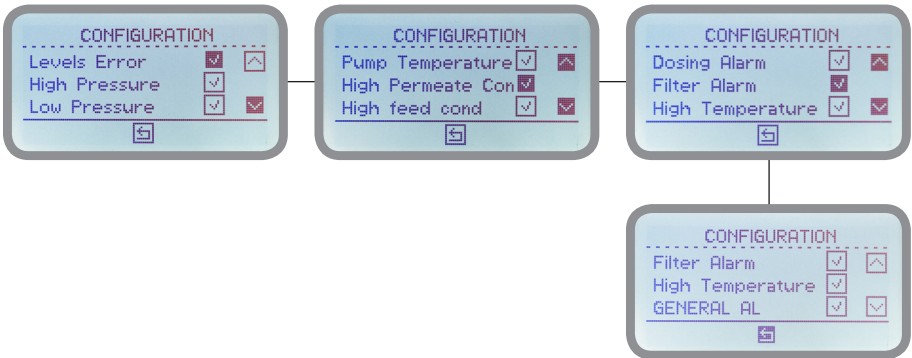 CONFIGURATION
Levels Error
High Pressure
Low Pressure
CONFIGURATION
Pump Temperature
High Permeate Con
High feed cond
CONFIGURATION
Dosing Alarm
Filter Alarm
High Temperature
CONFIGURATION
Filter Alarm
High Temperature
GENERAL AL